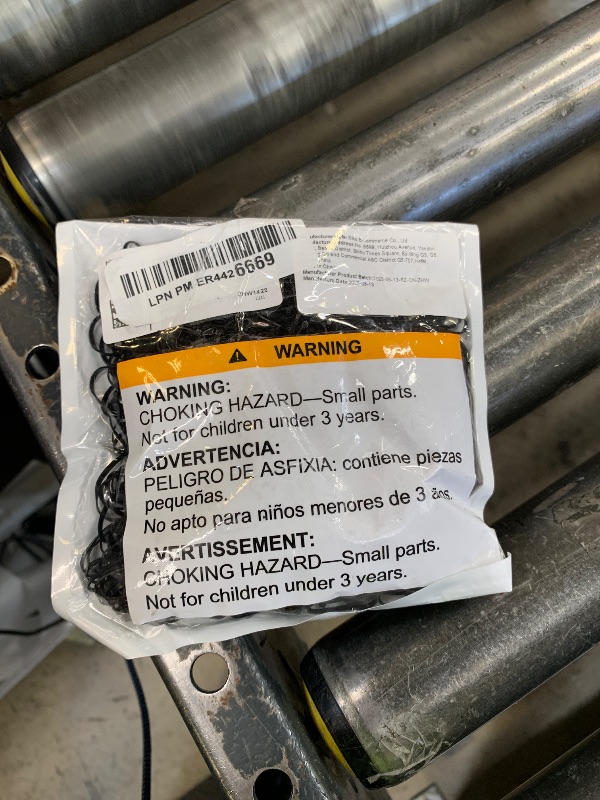 LPN PM ER4426669
WARNING
WARNING:
CHOKING HAZARD—Small parts.
Not for children under 3 years.
ADVERTENCIA:
PELIGRO DE ASFIXIA: contiene piezas
pequeñas.
No apto para niños menores de 3 años.
AVERTISSEMENT:
CHOKING HAZARD—Small parts.
Not for children under 3 years.